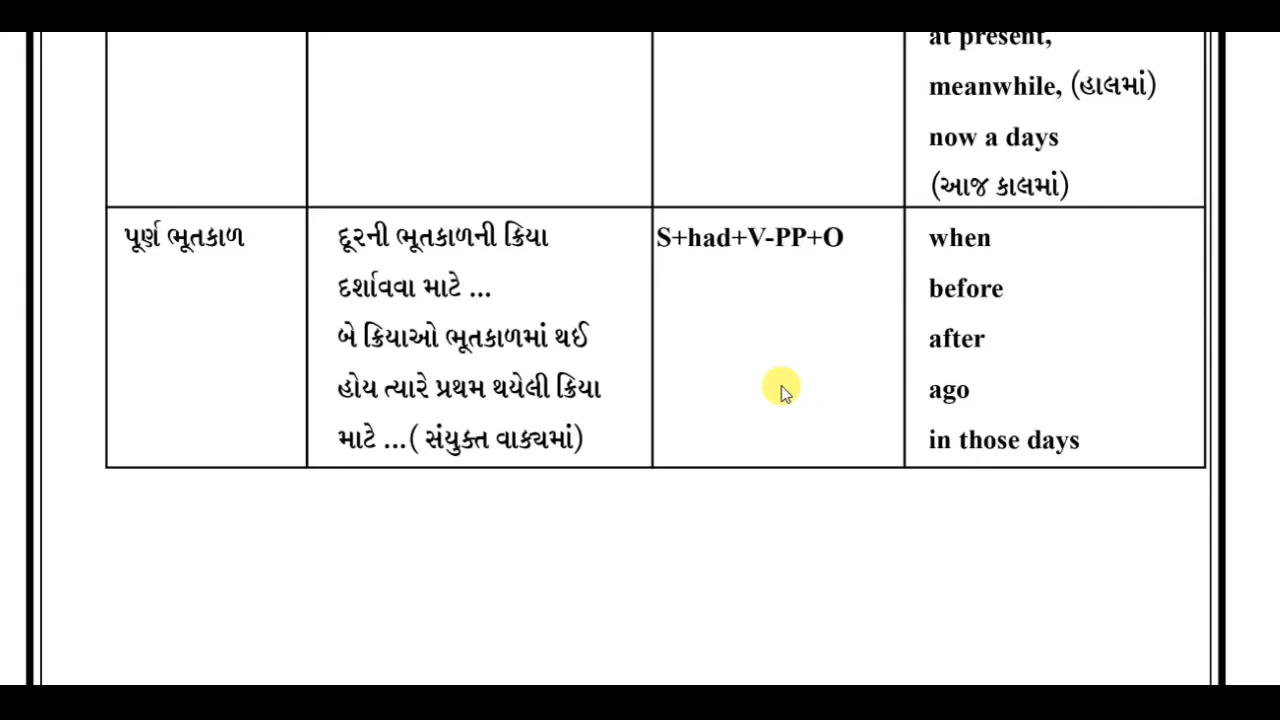 at present,
meanwhile, (હાલમાં)
now a days
(આજ કાલમાં)
પૂર્ણ ભૂતકાળ
દૂરની ભૂતકાળની ક્રિયા
દર્શાવવા માટે ...
બે ક્રિયાઓ ભૂતકાળમાં થઈ
હોય ત્યારે પ્રથમ થયેલી ક્રિયા
માટે ...( સંયુક્ત વાક્યમાં)
S+had+V-PP+O
when
before
after
ago
in those days